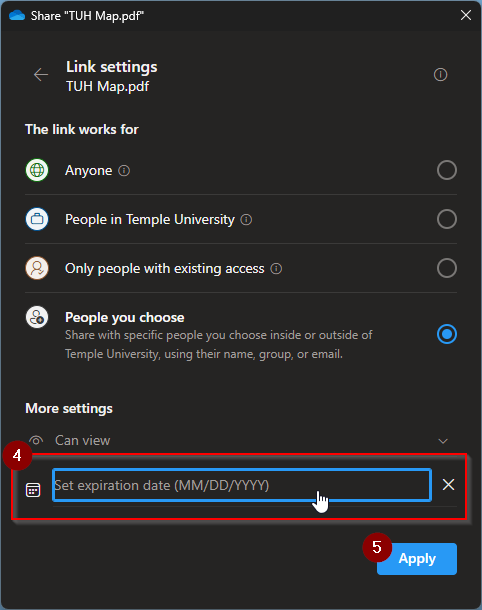 Share "TUH Map.pdf"
Link settings
TUH Map.pdf
The link works for
Anyone
People in Temple University
Only people with existing access
People you choose
Share with specific people you choose inside or outside of
Temple University, using their name, group, or email.
More settings
Can view
4
Set expiration date (MM/DD/YYYY)
5
Apply